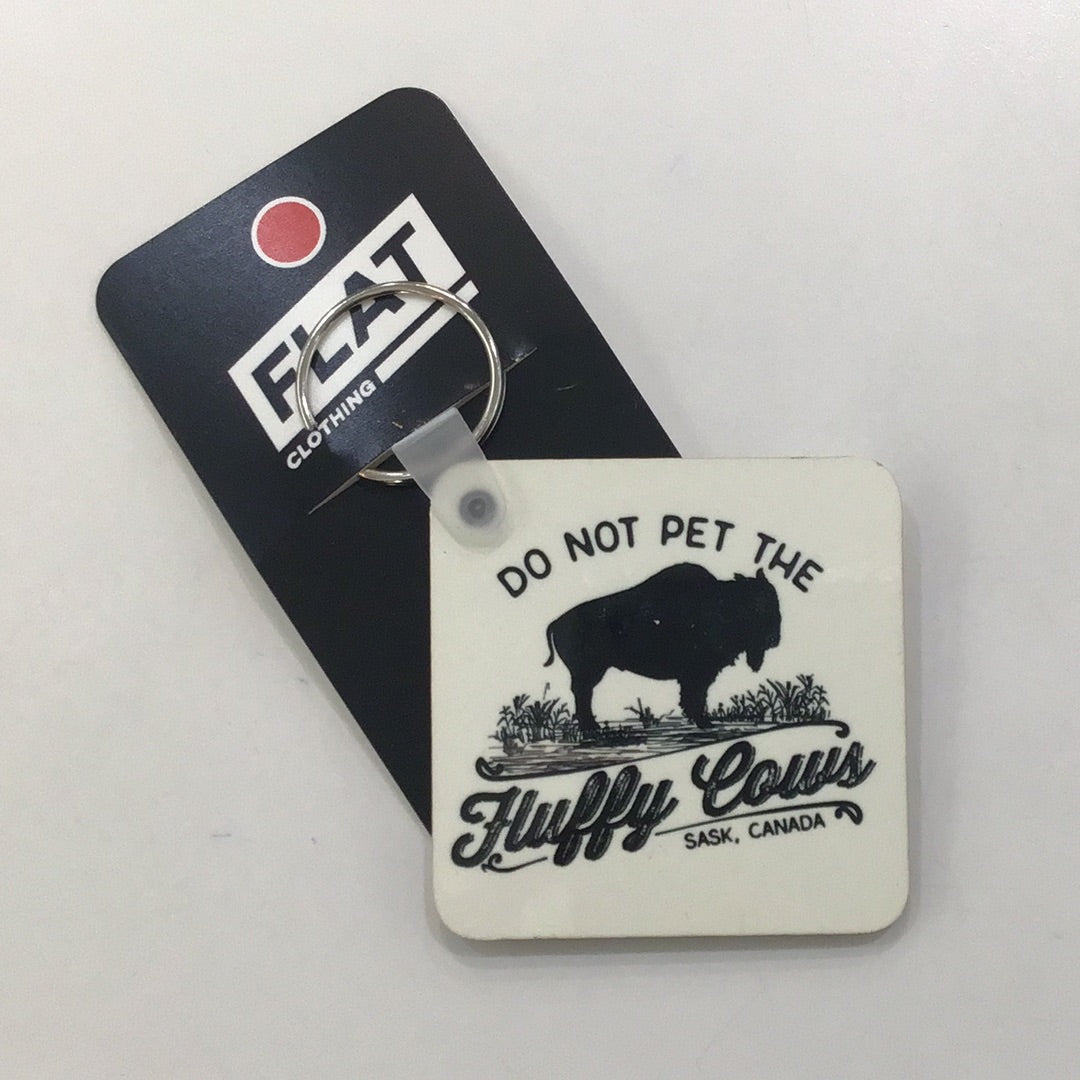 FLAT
CLOTHING
DO NOT PET THE
Fluffy Cows
SASK, CANADA